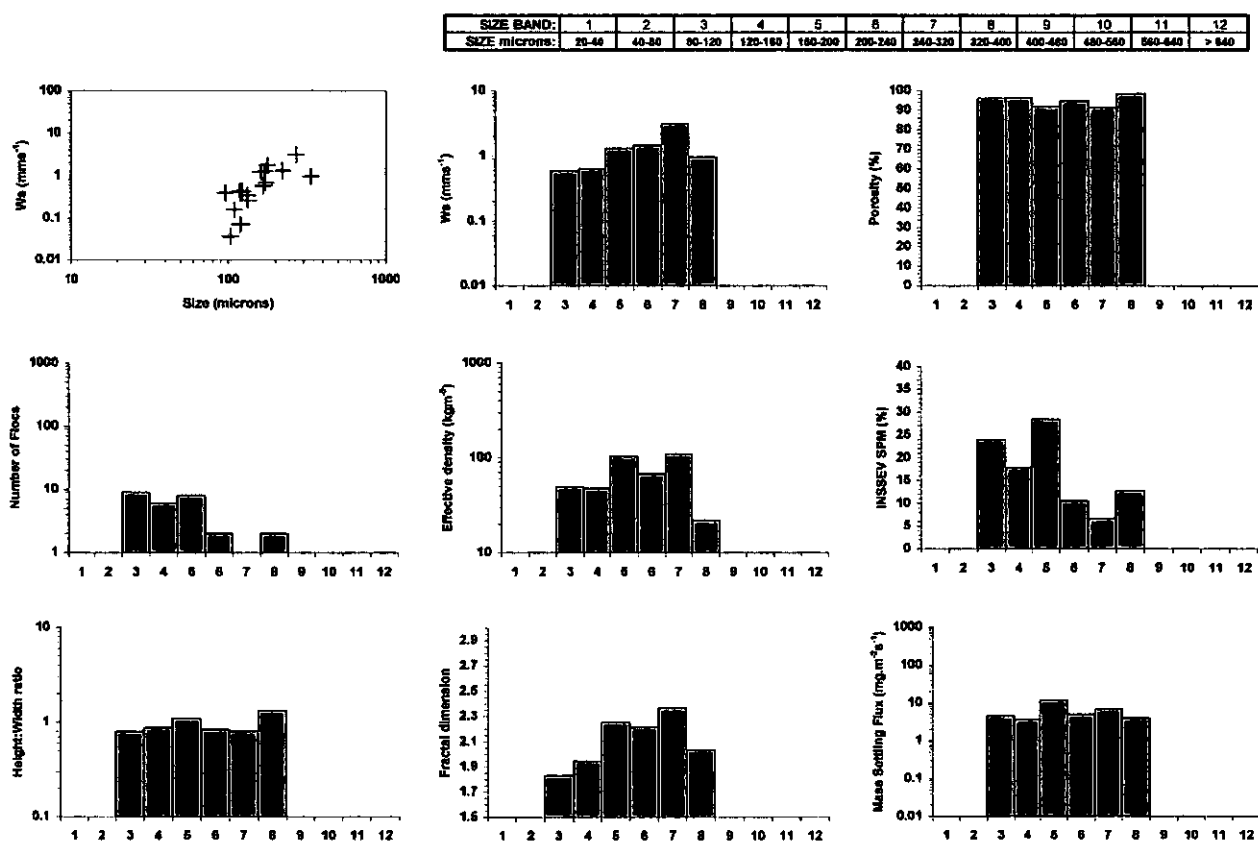 SIZE BAND: 1 2 3 4 5 6 7 8 9 10 11 12
SIZE microns: 20-40 40-80 80-120 120-160 160-200 200-240 240-320 320-400 400-480 480-560 560-640 > 640
100
10
1
0.1
0.01
Ws (mms⁻¹)
10 100 1000
Size (microns)
10
1
0.1
0.01
Ws (mms⁻¹)
1 2 3 4 5 6 7 8 9 10 11 12
100
90
80
70
60
50
40
30
20
10
0
Porosity (%)
1 2 3 4 5 6 7 8 9 10 11 12
1000
100
10
1
Number of Flocs
1 2 3 4 5 6 7 8 9 10 11 12
1000
100
10
Effective density (kgm⁻³)
1 2 3 4 5 6 7 8 9 10 11 12
40
35
30
25
20
15
10
5
0
INSSEV SPM (%)
1 2 3 4 5 6 7 8 9 10 11 12
10
1
0.1
Height:Width ratio
1 2 3 4 5 6 7 8 9 10 11 12
2.9
2.7
2.5
2.3
2.1
1.9
1.7
1.5
Fractal dimension
1 2 3 4 5 6 7 8 9 10 11 12
1000
100
10
1
0.1
0.01
Mass Settling Flux (mg.m⁻²s⁻¹)
1 2 3 4 5 6 7 8 9 10 11 12